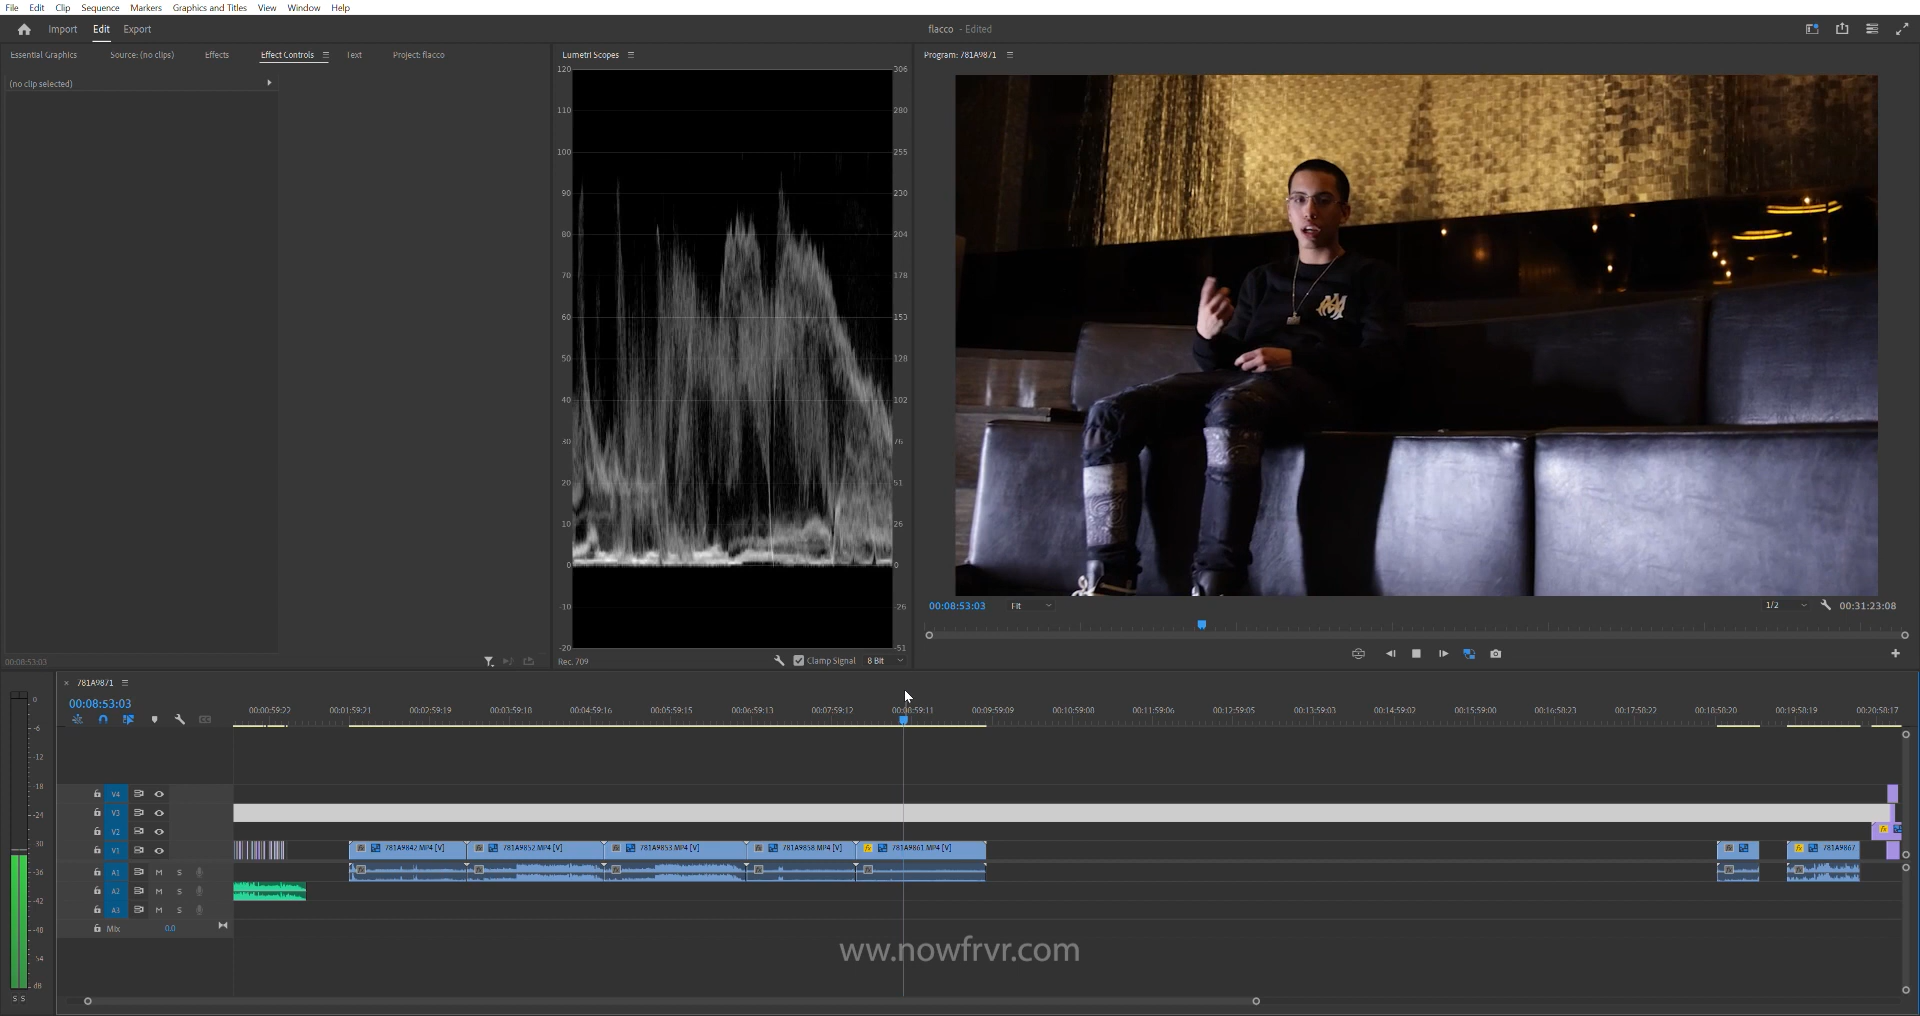 File Edit Clip Sequence Markers Graphics and Titles View Window Help
Import Edit Export
flacco - Edited
Essential Graphics Source: (no clips) Effects Effect Controls Text Project: flacco
Lumetri Scopes
Program: 781A9871
(no clip selected)
120 306
110 280
100 255
90 230
80 204
70 178
60 153
50 128
40 102
30 76
20 51
10 26
0 0
-10 -26
-20 -51
00:08:53:03 Fit 1/2 00:31:23:08
00:08:53:03
Rec. 709 Clamp Signal 8 Bit
781A9871
00:08:53:03
00:00:59:22 00:01:59:21 00:02:59:19 00:03:59:18 00:04:59:16 00:05:59:15 00:06:59:13 00:07:59:12 00:08:59:11 00:09:59:09 00:10:59:08 00:11:59:06 00:12:59:05 00:13:59:03 00:14:59:02 00:15:59:00 00:16:58:23 00:17:58:22 00:18:58:20 00:19:58:19 00:20:58:17
0
-6
-12
-18
-24
-30
-36
-42
-48
-54
dB
S S
V4
V3
V2
V1
781A9842.MP4 [V] 781A9852.MP4 [V] 781A9853.MP4 [V] 781A9858.MP4 [V] fx 781A9861.MP4 [V] fx 781A9867
A1 M S
A2 M S
A3 M S
Mix 0.0
ww.nowfrvr.com